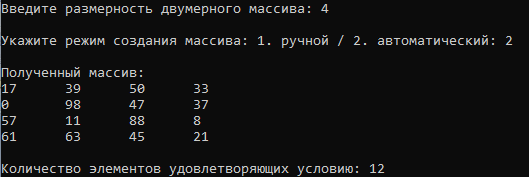 Введите размерность двумерного массива: 4
Укажите режим создания массива: 1. ручной / 2. автоматический: 2
Полученный массив:
17 39 50 33
0 98 47 37
57 11 88 8
61 63 45 21
Количество элементов удовлетворяющих условию: 12